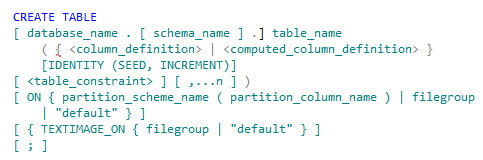 CREATE TABLE
[ database_name . [ schema_name ] .] table_name
( { <column_definition> | <computed_column_definition> }
[IDENTITY (SEED, INCREMENT)]
[ <table_constraint> ] [ ,...n ] )
[ ON { partition_scheme_name ( partition_column_name ) | filegroup
| "default" } ]
[ { TEXTIMAGE_ON { filegroup | "default" } ]
[ ; ]